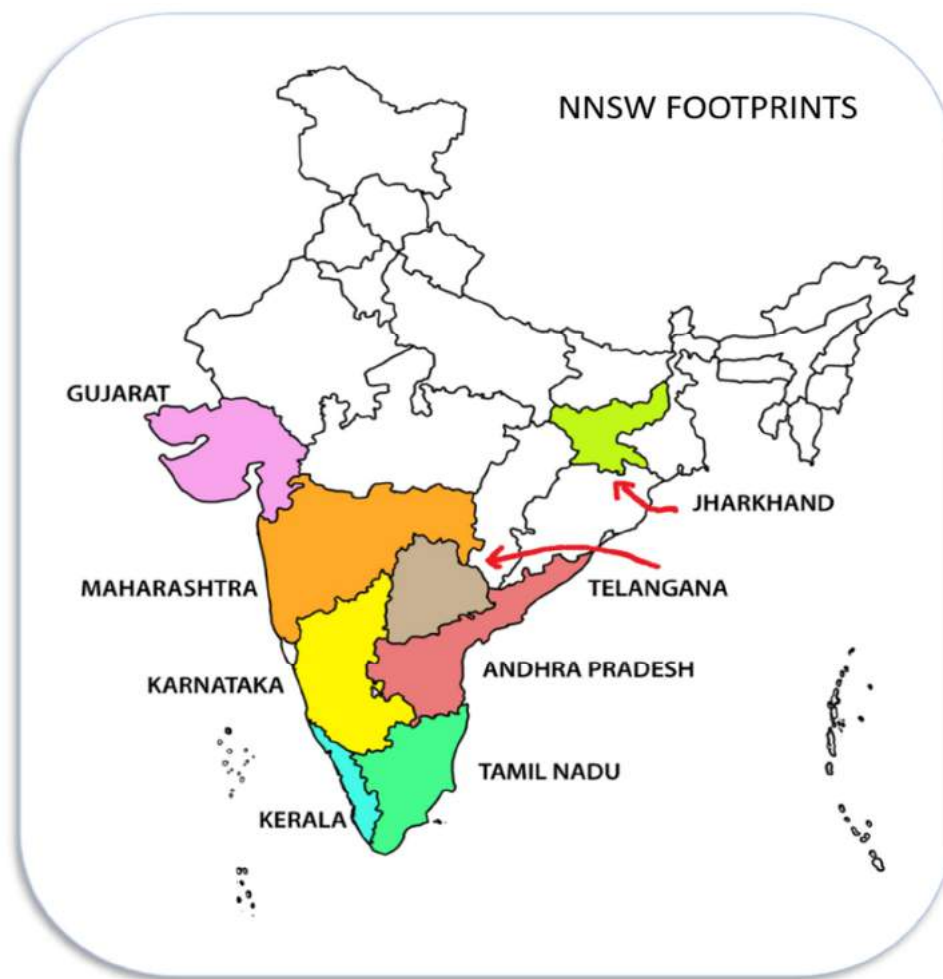 NNSW FOOTPRINTS
GUJARAT
JHARKHAND
MAHARASHTRA
TELANGANA
ANDHRA PRADESH
KARNATAKA
TAMIL NADU
KERALA